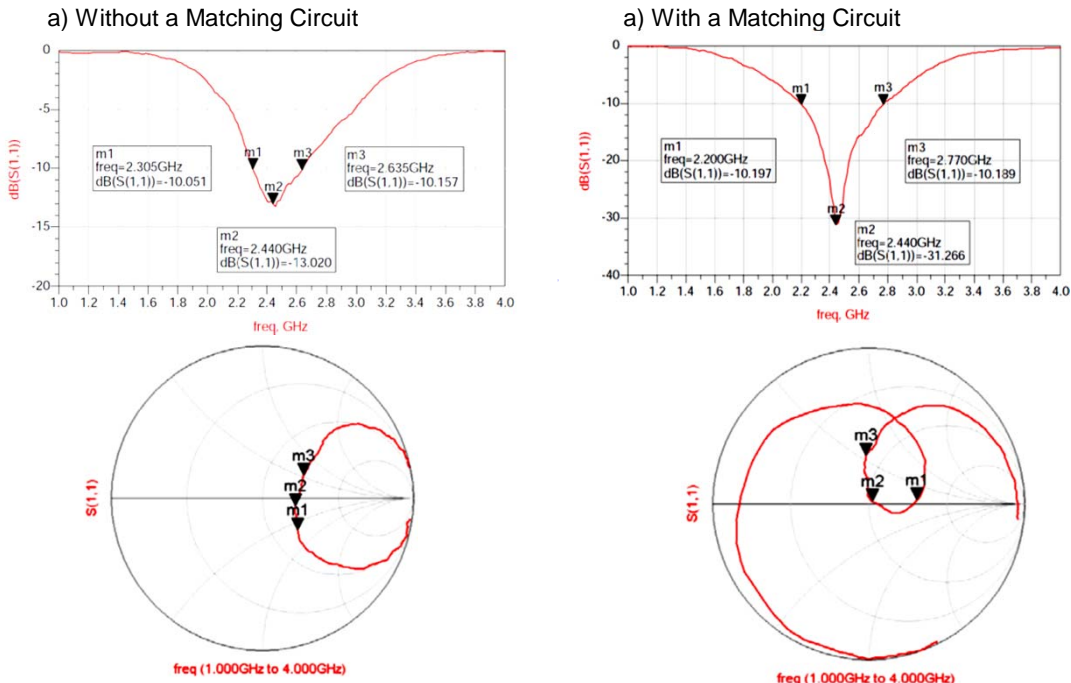 a) Without a Matching Circuit
0
-5
-10
-15
-20
dB(S(1,1))
m1
m2
m3
m1
freq=2.305GHz
dB(S(1,1))=-10.051
m3
freq=2.635GHz
dB(S(1,1))=-10.157
m2
freq=2.440GHz
dB(S(1,1))=-13.020
1.0 1.2 1.4 1.6 1.8 2.0 2.2 2.4 2.6 2.8 3.0 3.2 3.4 3.6 3.8 4.0
freq, GHz
S(1,1)
m3
m2
m1
freq (1.000GHz to 4.000GHz)
a) With a Matching Circuit
0
-10
-20
-30
-40
dB(S(1,1))
m1
m3
m2
m1
freq=2.200GHz
dB(S(1,1))=-10.197
m3
freq=2.770GHz
dB(S(1,1))=-10.189
m2
freq=2.440GHz
dB(S(1,1))=-31.266
1.0 1.2 1.4 1.6 1.8 2.0 2.2 2.4 2.6 2.8 3.0 3.2 3.4 3.6 3.8 4.0
freq, GHz
S(1,1)
m3
m2 m1
freq (1.000GHz to 4.000GHz)